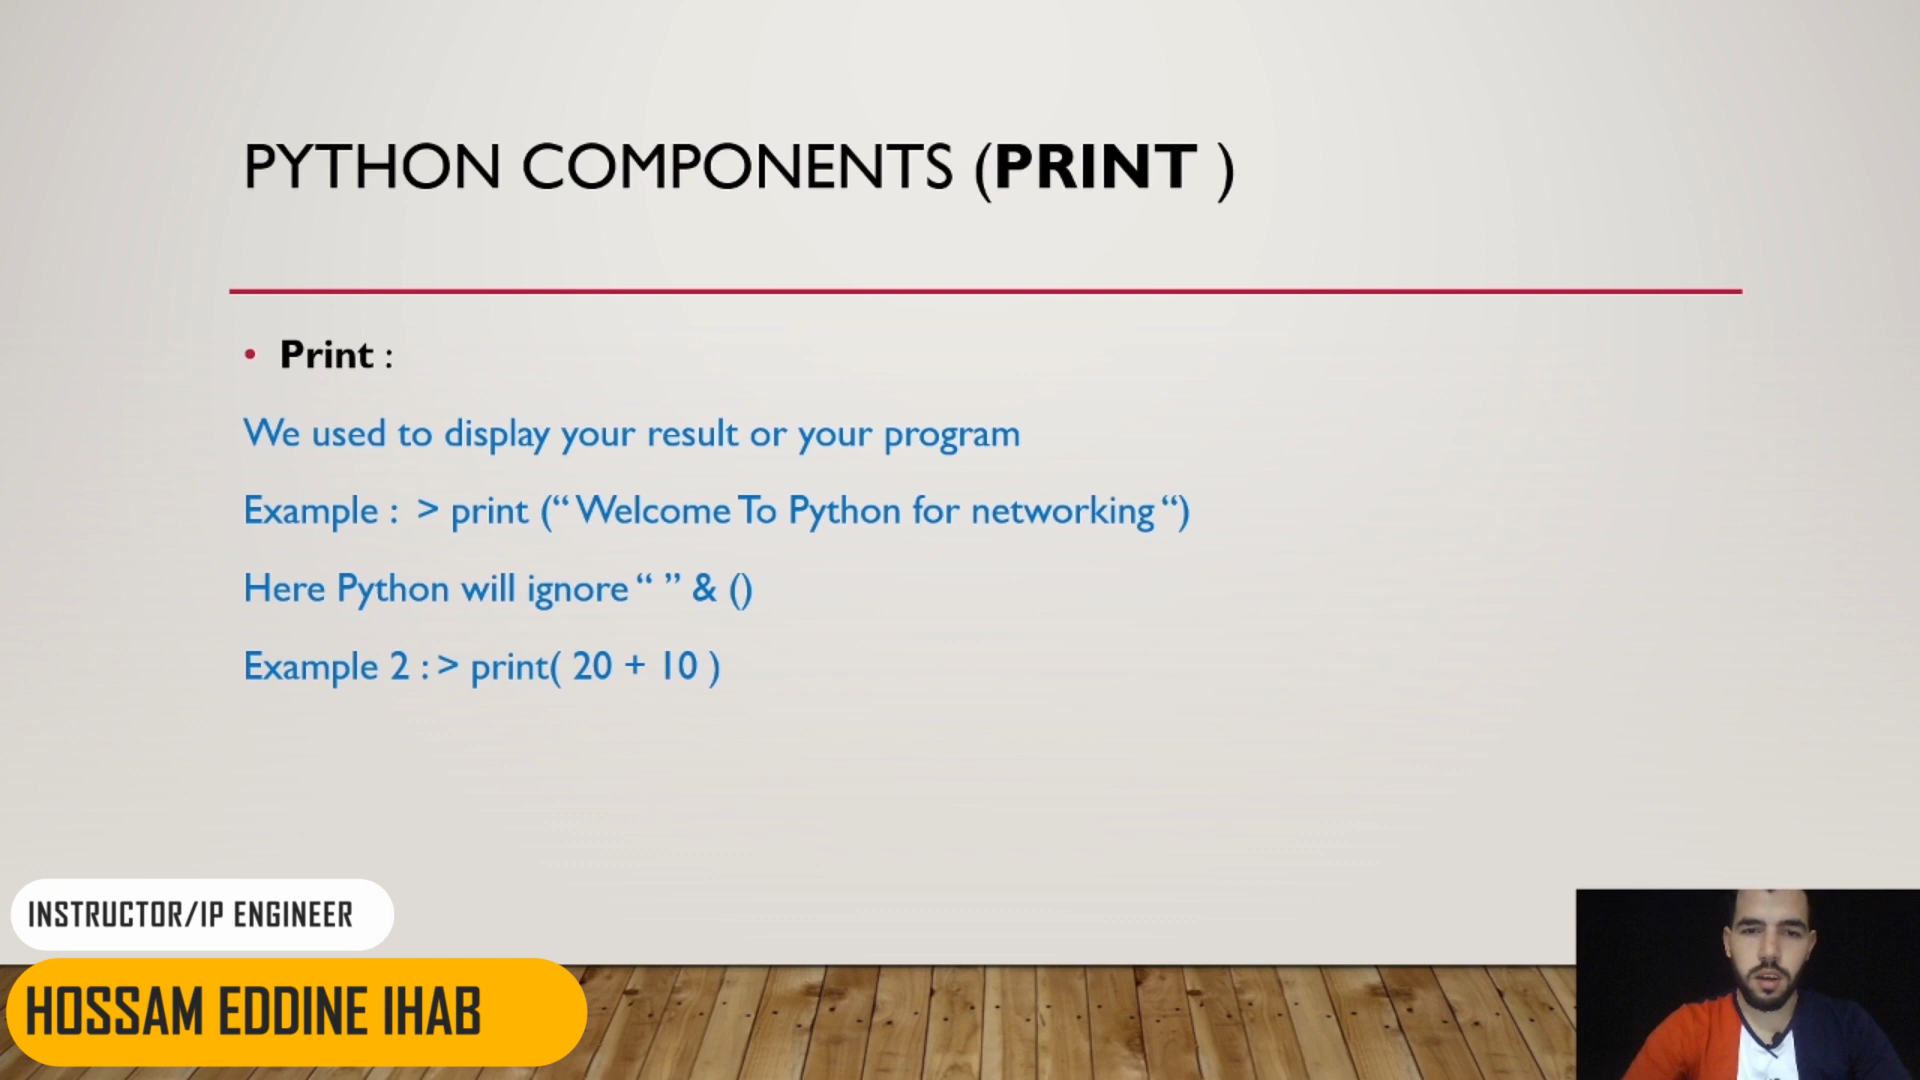 PYTHON COMPONENTS (PRINT )
• Print :
We used to display your result or your program
Example :  > print (“ Welcome To Python for networking “)
Here Python will ignore “ ” & ()
Example 2 : > print( 20 + 10 )
INSTRUCTOR/IP ENGINEER
HOSSAM EDDINE IHAB